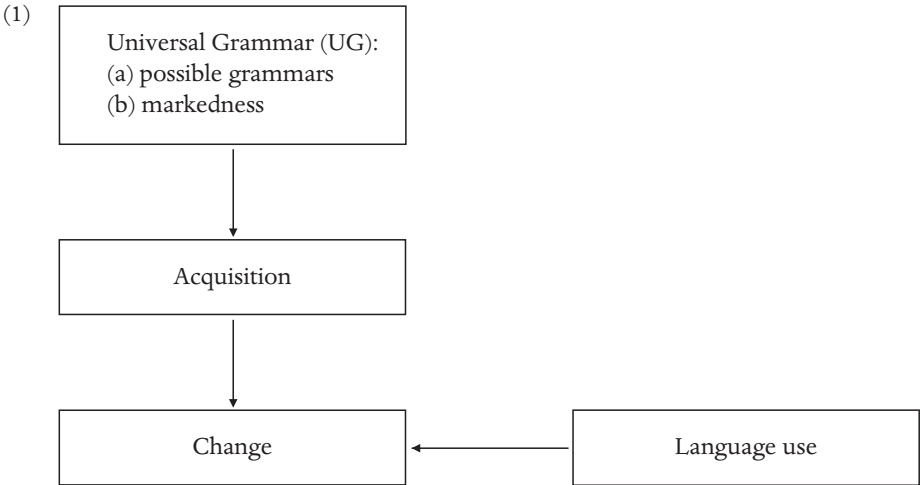 (1)
Universal Grammar (UG):
(a) possible grammars
(b) markedness
Acquisition
Change
Language use